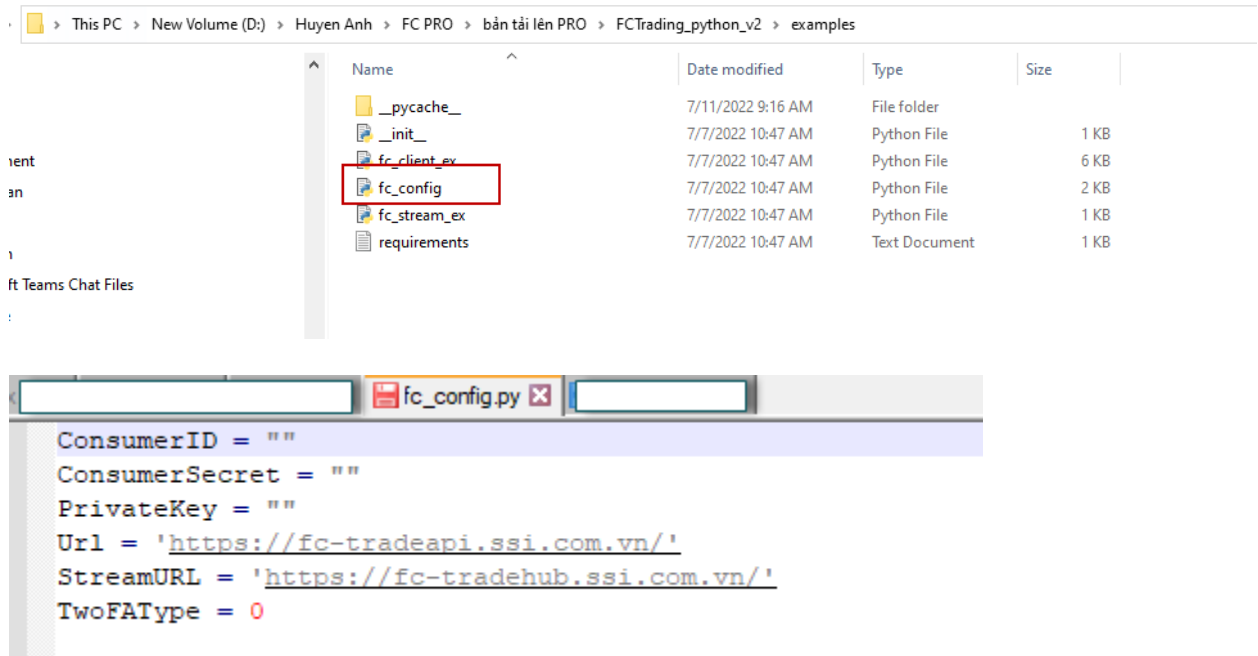 This PC > New Volume (D:) > Huyen Anh > FC PRO > bản tải lên PRO > FCTrading_python_v2 > examples
Name Date modified Type Size
__pycache__ 7/11/2022 9:16 AM File folder
__init__ 7/7/2022 10:47 AM Python File 1 KB
fc_client_ex 7/7/2022 10:47 AM Python File 6 KB
fc_config 7/7/2022 10:47 AM Python File 2 KB
fc_stream_ex 7/7/2022 10:47 AM Python File 1 KB
requirements 7/7/2022 10:47 AM Text Document 1 KB
ft Teams Chat Files
fc_config.py
ConsumerID = ""
ConsumerSecret = ""
PrivateKey = ""
Url = 'https://fc-tradeapi.ssi.com.vn/'
StreamURL = 'https://fc-tradehub.ssi.com.vn/'
TwoFAType = 0